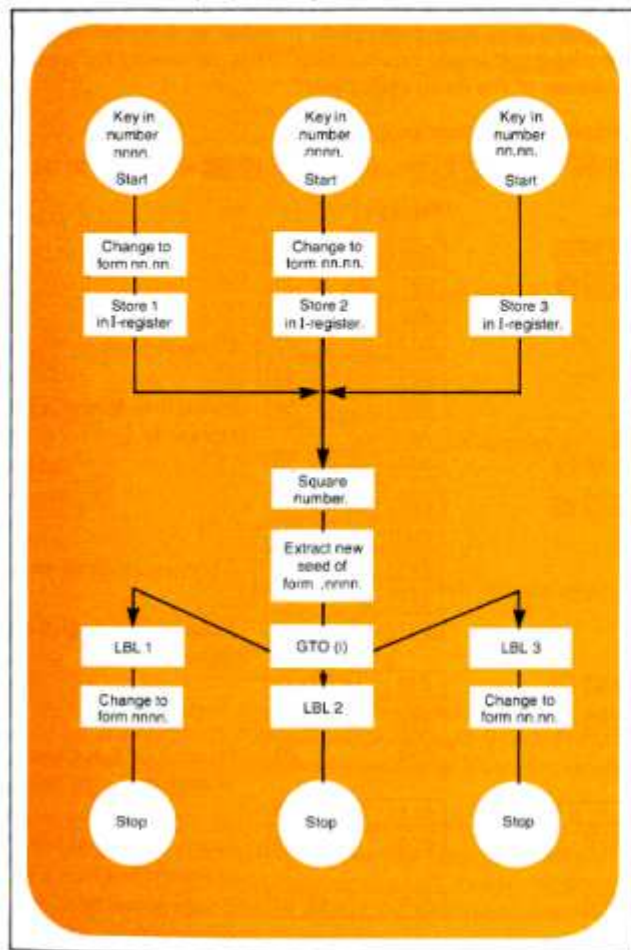 Key in
number
nnnn.
Start
Key in
number
.nnnn.
Start
Key in
number
nn.nn.
Start
Change to
form nn.nn.
Change to
form nn.nn.
Store 1
in I-register
Store 2
in I-register.
Store 3
in I-register.
Square
number.
Extract new
seed of
form .nnnn.
LBL 1
GTO (i)
LBL 3
Change to
form nnnn.
LBL 2
Change to
form nn.nn.
Stop
Stop
Stop